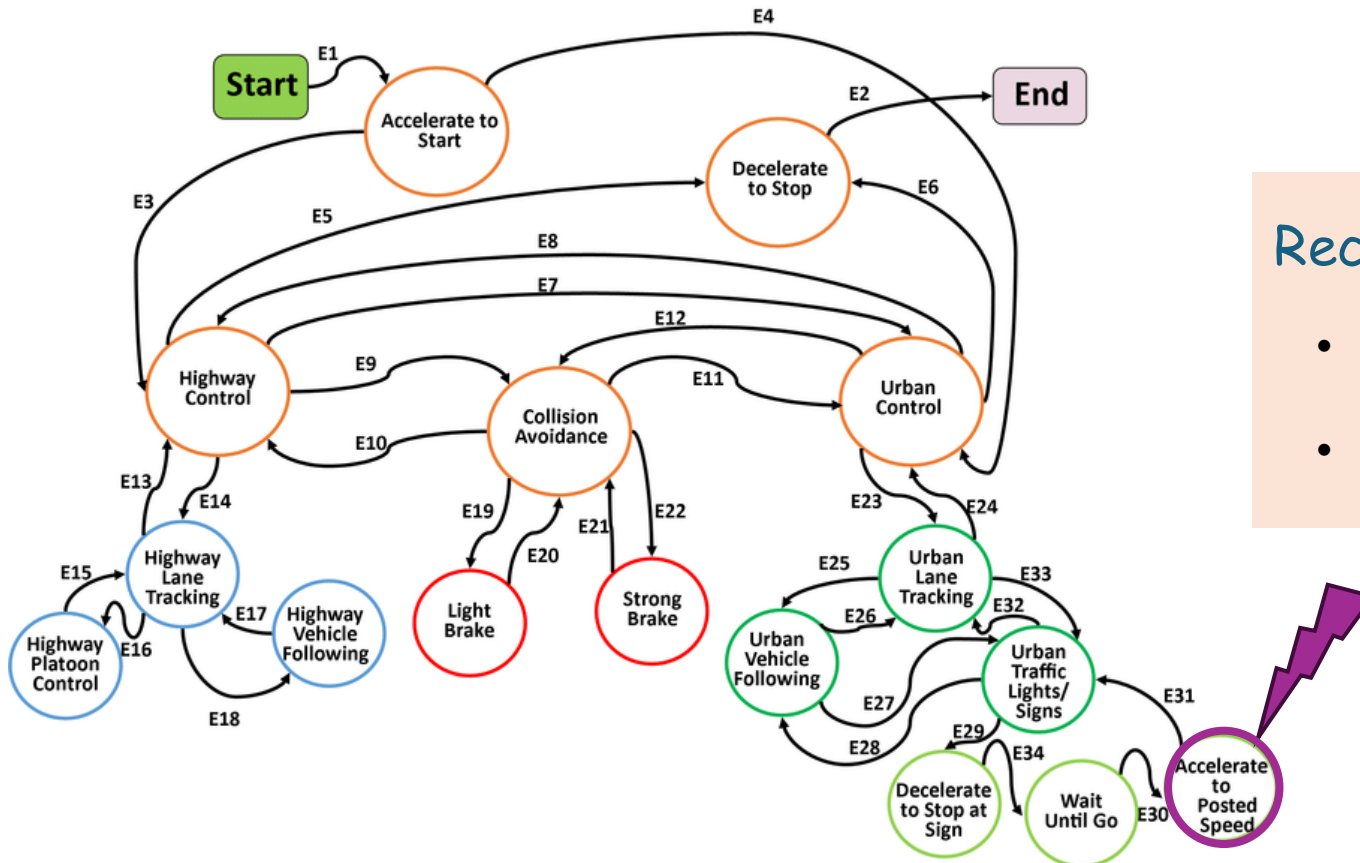 E4
E1
Start
Accelerate to
Start
E2
End
Decelerate
to Stop
E3
E5
E6
E8
E7
E12
E9
E11
E10
Highway
Control
Collision
Avoidance
Urban
Control
E13
E14
E19
E20
E21
E22
E23
E24
Highway
Lane
Tracking
E15
E16
E17
E18
Highway
Platoon
Control
Highway
Vehicle
Following
Light
Brake
Strong
Brake
Urban
Lane
Tracking
E25
E26
E33
E32
Urban
Vehicle
Following
Urban
Traffic
Lights/
Signs
E27
E28
E29
E34
E31
E30
Decelerate
to Stop at
Sign
Wait
Until Go
Accelerate
to
Posted
Speed